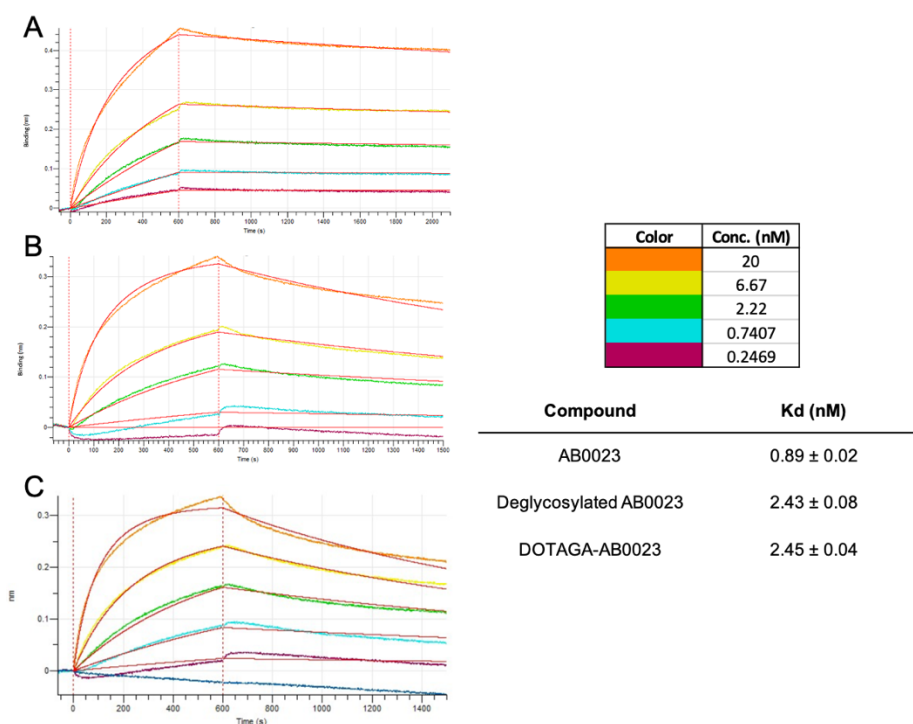 A
Binding (nm)
0.4
0.3
0.2
0.1
0
0 200 400 600 800 1000 1200 1400 1600 1800 2000
Time (s)
B
Binding (nm)
0.3
0.2
0.1
0
0 100 200 300 400 500 600 700 800 900 1000 1100 1200 1300 1400 1500
Time (s)
C
nm
0.3
0.2
0.1
0
0 200 400 600 800 1000 1200 1400
Time (s)
Color Conc. (nM)
20
6.67
2.22
0.7407
0.2469
Compound Kd (nM)
AB0023 0.89 ± 0.02
Deglycosylated AB0023 2.43 ± 0.08
DOTAGA-AB0023 2.45 ± 0.04